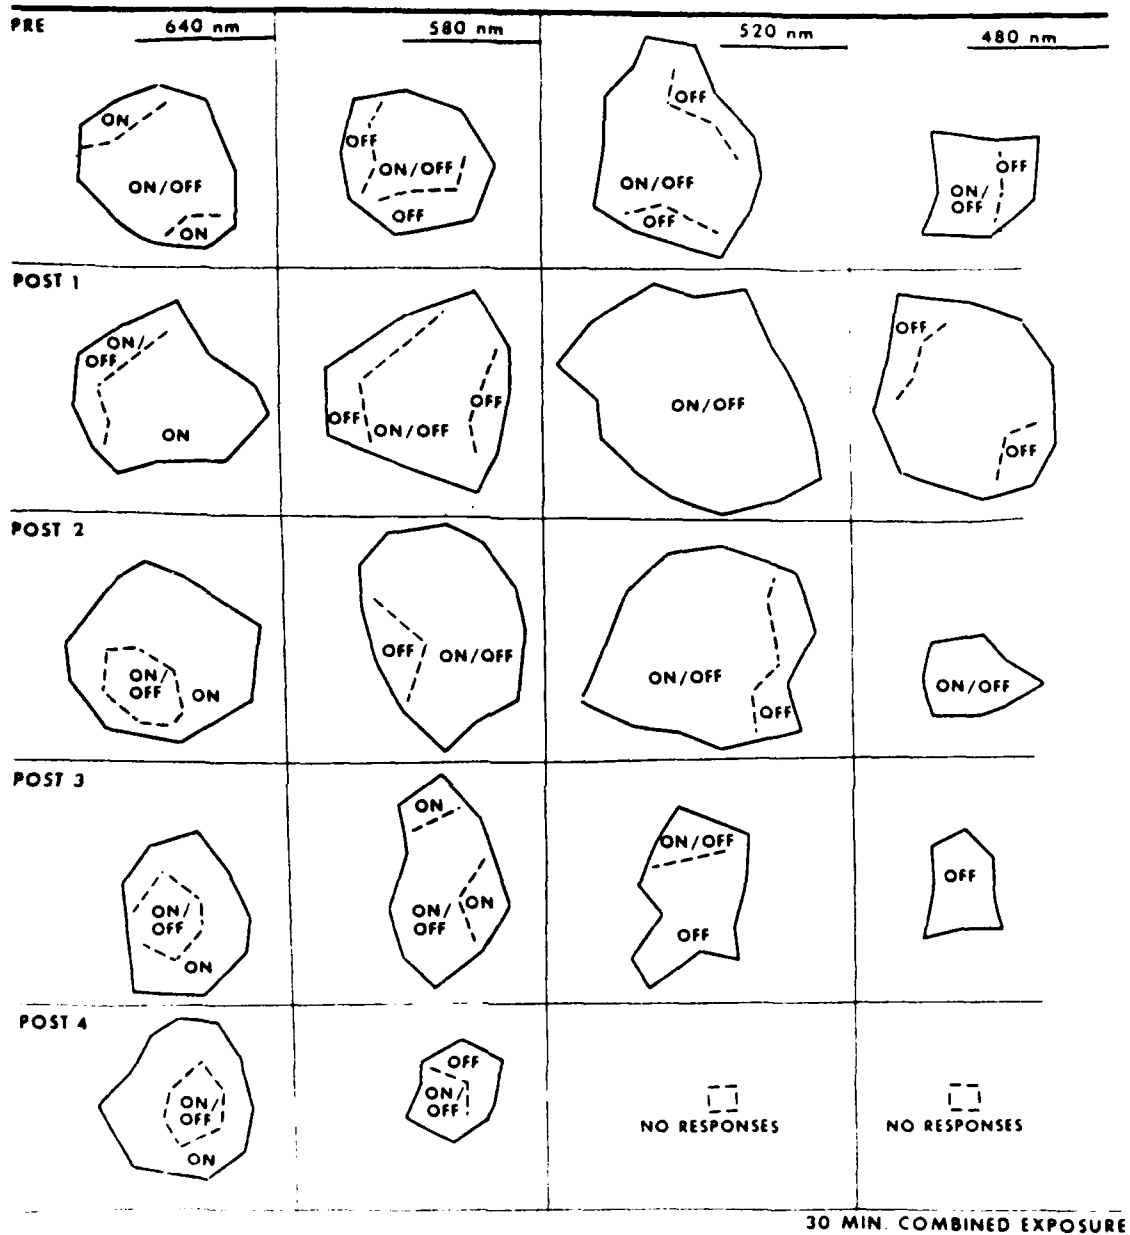 PRE
640 nm
580 nm
520 nm
480 nm
ON
ON/OFF
ON
OFF
ON/OFF
OFF
OFF
ON/OFF
OFF
OFF
ON/
OFF
POST 1
ON/
OFF
ON
OFF
ON/OFF
OFF
ON/OFF
OFF
OFF
POST 2
ON/
OFF
ON
OFF
ON/OFF
ON/OFF
OFF
ON/OFF
POST 3
ON/
OFF
ON
ON
ON/
OFF
ON
ON/OFF
OFF
OFF
POST 4
ON/
OFF
ON
OFF
ON/
OFF
NO RESPONSES
NO RESPONSES
30 MIN. COMBINED EXPOSURE